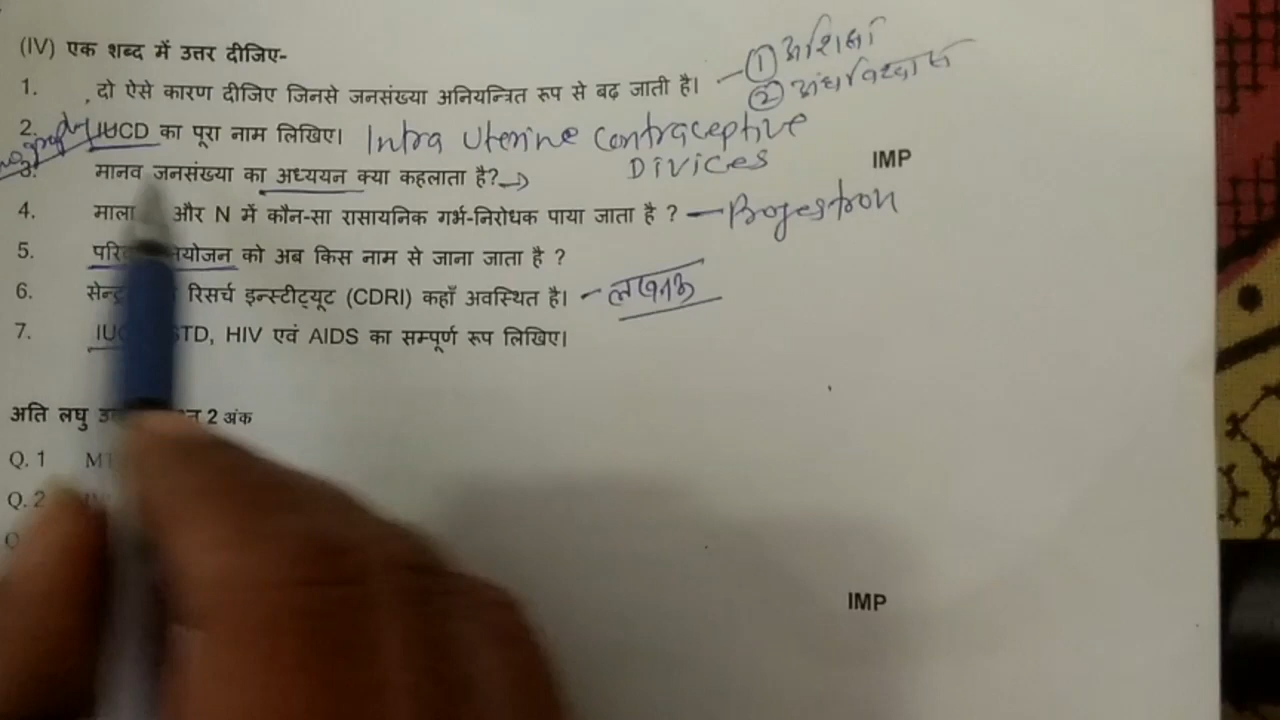 (IV) एक शब्द में उत्तर दीजिए-
1. दो ऐसे कारण दीजिए जिनसे जनसंख्या अनियन्त्रित रूप से बढ़ जाती है। - ① अशिक्षा
② अंधविश्वास
2. IUCD का पूरा नाम लिखिए। Intra Uterine Contraceptive
Divices
IMP
3. मानव जनसंख्या का अध्ययन क्या कहलाता है?
4. माला और N में कौन-सा रासायनिक गर्भ-निरोधक पाया जाता है ? - Progestron
5. को अब किस नाम से जाना जाता है ?
6. रिसर्च इन्स्टीट्यूट (CDRI) कहाँ अवस्थित है। - लखनऊ
7. HIV एवं AIDS का सम्पूर्ण रूप लिखिए।
अति लघु 2 अंक
Q. 1
Q. 2
IMP